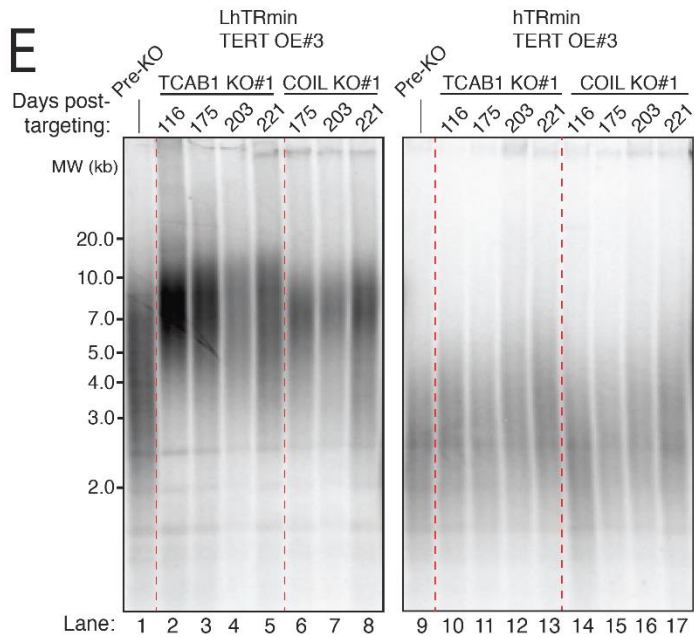 E
LhTRmin
TERT OE#3
hTRmin
TERT OE#3
Pre-KO
TCAB1 KO#1
COIL KO#1
Pre-KO
TCAB1 KO#1
COIL KO#1
Days post-
targeting:
116 175 203 221 175 203 221
116 175 203 221 116 175 203 221
MW (kb)
20.0
10.0
7.0
5.0
4.0
3.0
2.0
Lane: 1 2 3 4 5 6 7 8 9 10 11 12 13 14 15 16 17